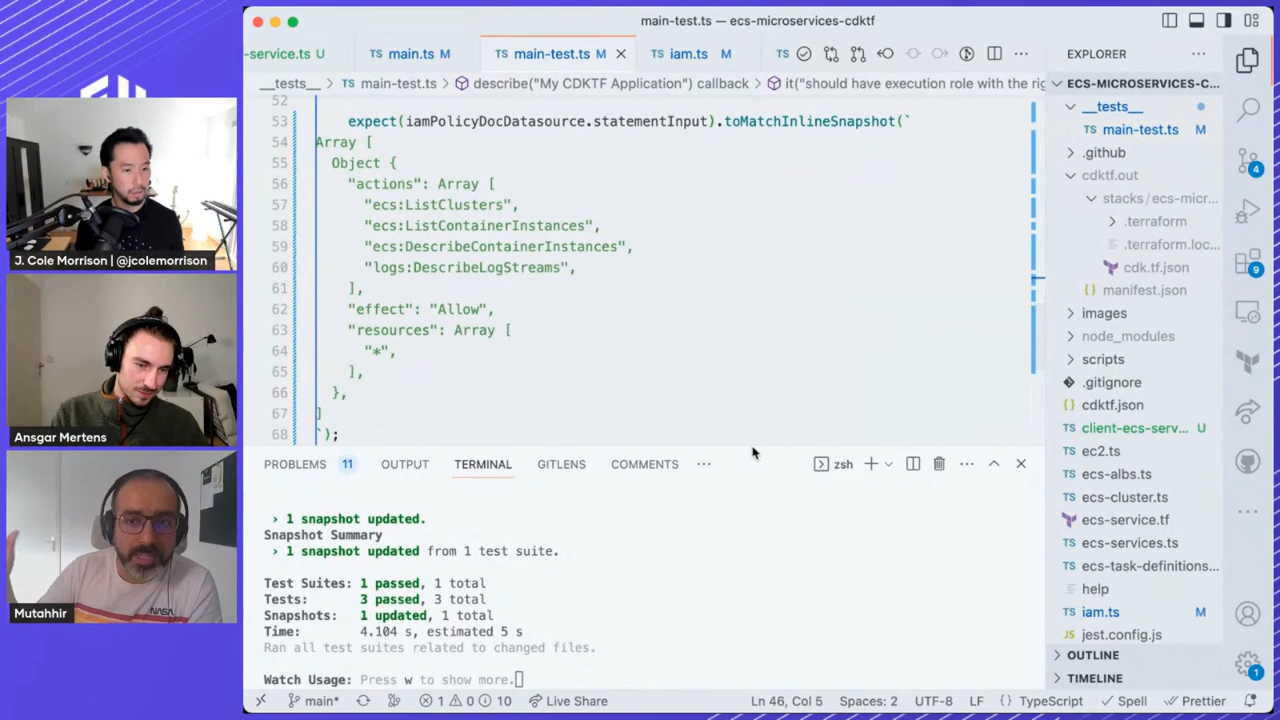 main-test.ts — ecs-microservices-cdktf
-service.ts U
TS main.ts M
TS main-test.ts M
TS iam.ts M
TS
EXPLORER
__tests__ > TS main-test.ts > describe("My CDKTF Application") callback > it("should have execution role with the rig
ECS-MICROSERVICES-C...
52
53 expect(iamPolicyDocDatasource.statementInput).toMatchInlineSnapshot(`
54 Array [
55 Object {
56 "actions": Array [
57 "ecs:ListClusters",
58 "ecs:ListContainerInstances",
59 "ecs:DescribeContainerInstances",
60 "logs:DescribeLogStreams",
61 ],
62 "effect": "Allow",
63 "resources": Array [
64 "*",
65 ],
66 },
67 ]
68 `);
PROBLEMS 11 OUTPUT TERMINAL GITLENS COMMENTS
zsh
› 1 snapshot updated.
Snapshot Summary
› 1 snapshot updated from 1 test suite.
Test Suites: 1 passed, 1 total
Tests: 3 passed, 3 total
Snapshots: 1 updated, 1 total
Time: 4.104 s, estimated 5 s
Ran all test suites related to changed files.
Watch Usage: Press w to show more.
__tests__
TS main-test.ts M
.github
cdktf.out
stacks / ecs-micr...
.terraform
.terraform.loc...
cdk.tf.json
manifest.json
images
node_modules
scripts
.gitignore
cdktf.json
TS client-ecs-serv... U
TS ec2.ts
TS ecs-albs.ts
TS ecs-cluster.ts
ecs-service.tf
TS ecs-services.ts
TS ecs-task-definitions...
help
TS iam.ts M
jest.config.js
OUTLINE
TIMELINE
4
9
1
main* 1 0 10 Live Share
Ln 46, Col 5 Spaces: 2 UTF-8 LF TypeScript Spell Prettier
J. Cole Morrison | @jcolemorrison
Ansgar Mertens
NASA
Mutahhir